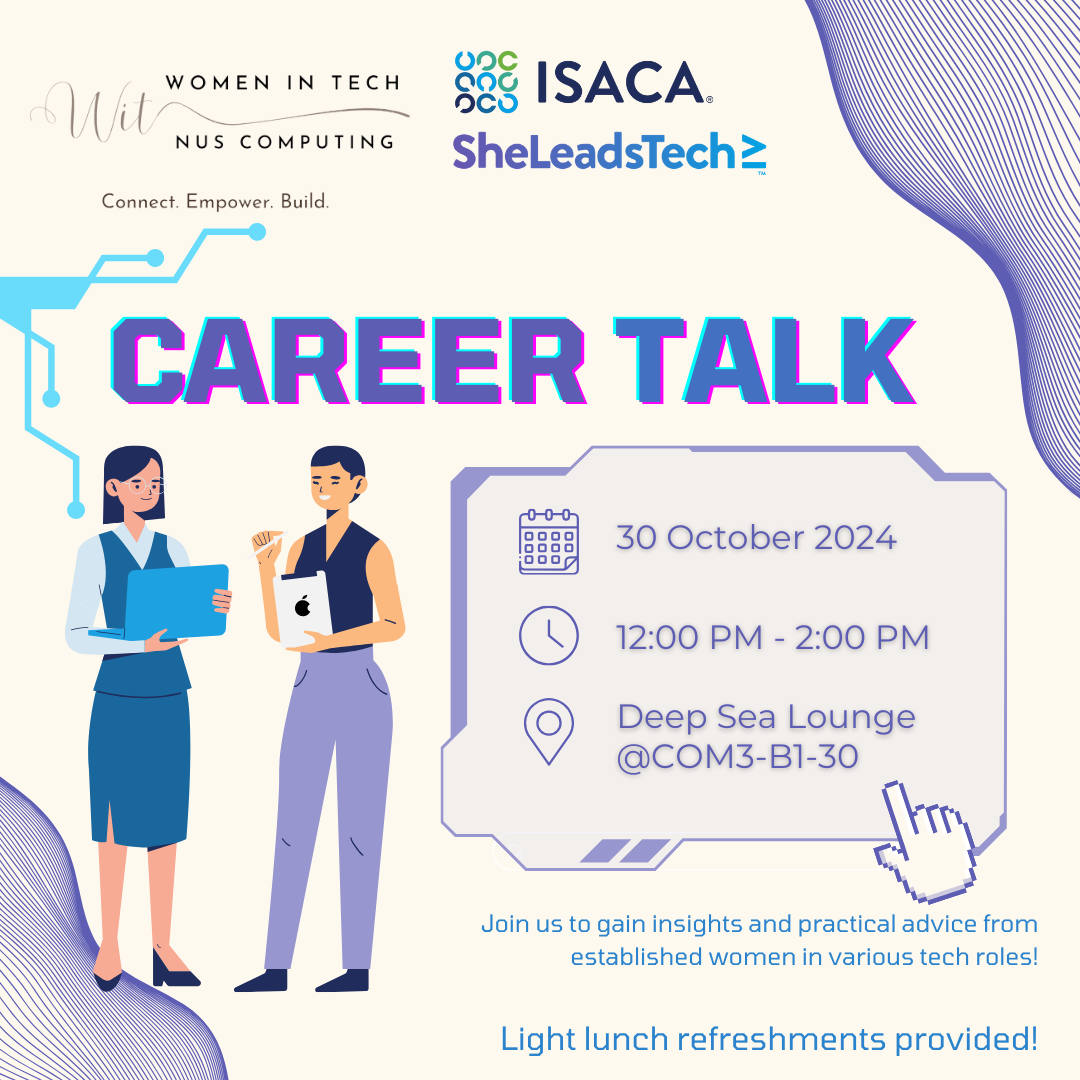 Wit
WOMEN IN TECH
NUS COMPUTING
Connect. Empower. Build.
ISACA®
SheLeadsTech™
CAREER TALK
30 October 2024
12:00 PM - 2:00 PM
Deep Sea Lounge
@COM3-B1-30
Join us to gain insights and practical advice from
established women in various tech roles!
Light lunch refreshments provided!